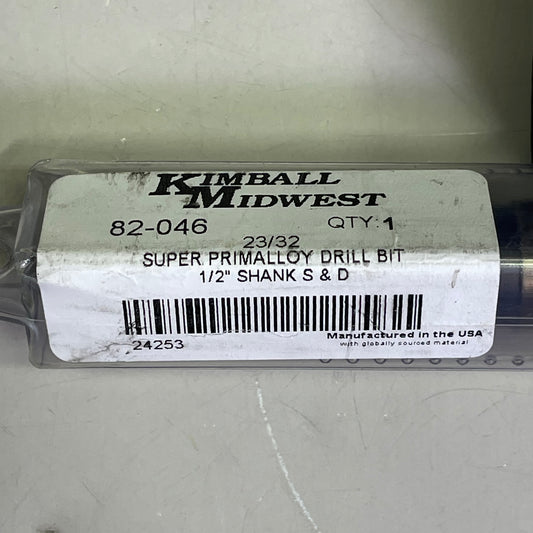 KIMBALL
MIDWEST
82-046 QTY: 1
23/32
SUPER PRIMALLOY DRILL BIT
1/2" SHANK S & D
24253
Manufactured in the USA
with globally sourced material